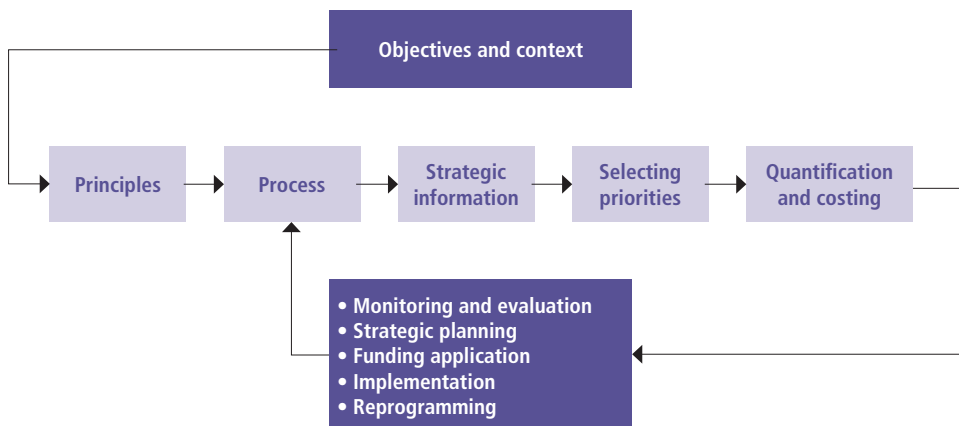 Objectives and context
Principles
Process
Strategic
information
Selecting
priorities
Quantification
and costing
• Monitoring and evaluation
• Strategic planning
• Funding application
• Implementation
• Reprogramming